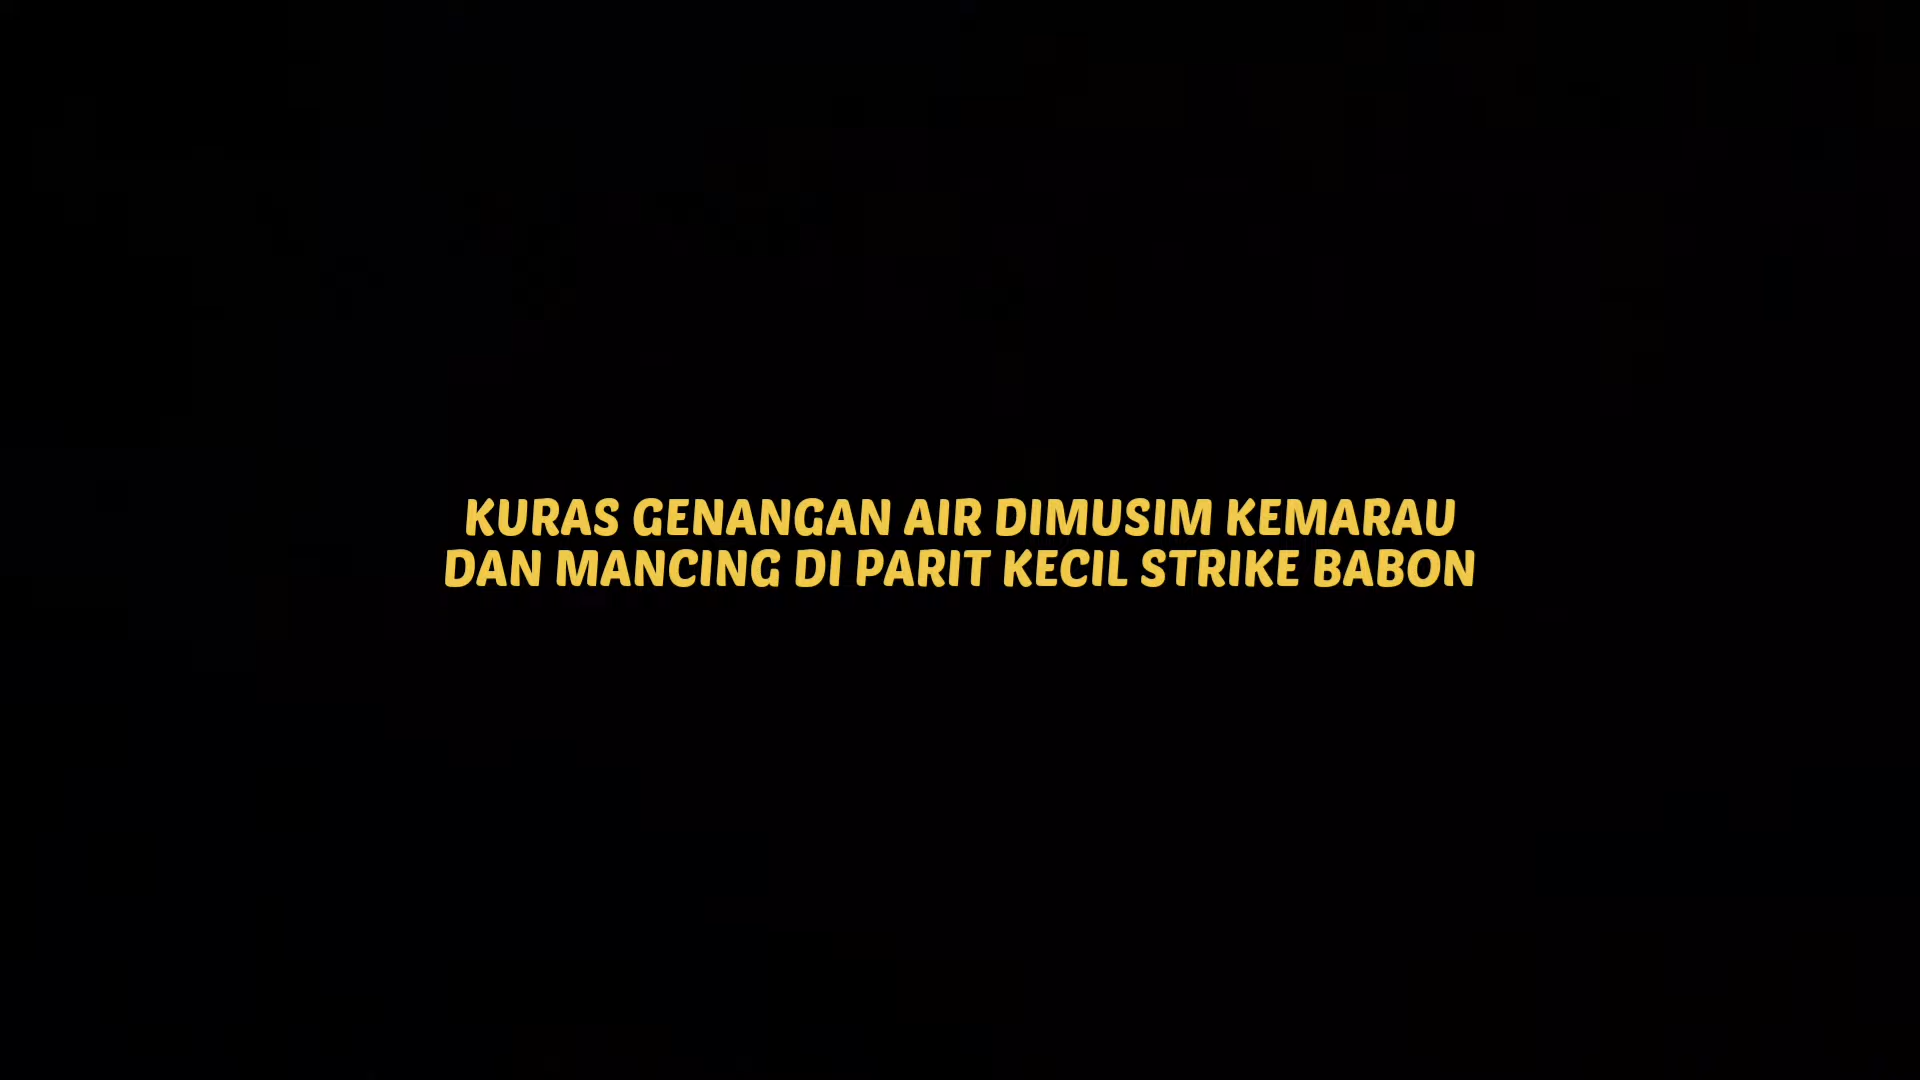 KURAS GENANGAN AIR DIMUSIM KEMARAU
DAN MANCING DI PARIT KECIL STRIKE BABON